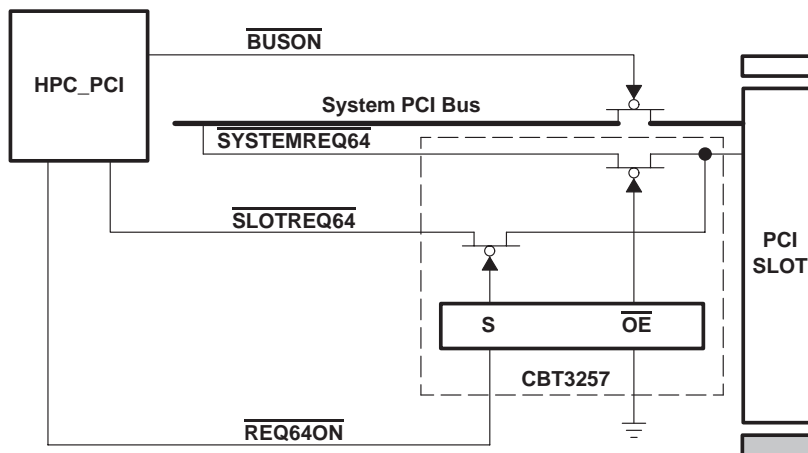 BUSON
HPC_PCI
System PCI Bus
SYSTEMREQ64
SLOTREQ64
PCI
SLOT
S
OE
CBT3257
REQ64ON